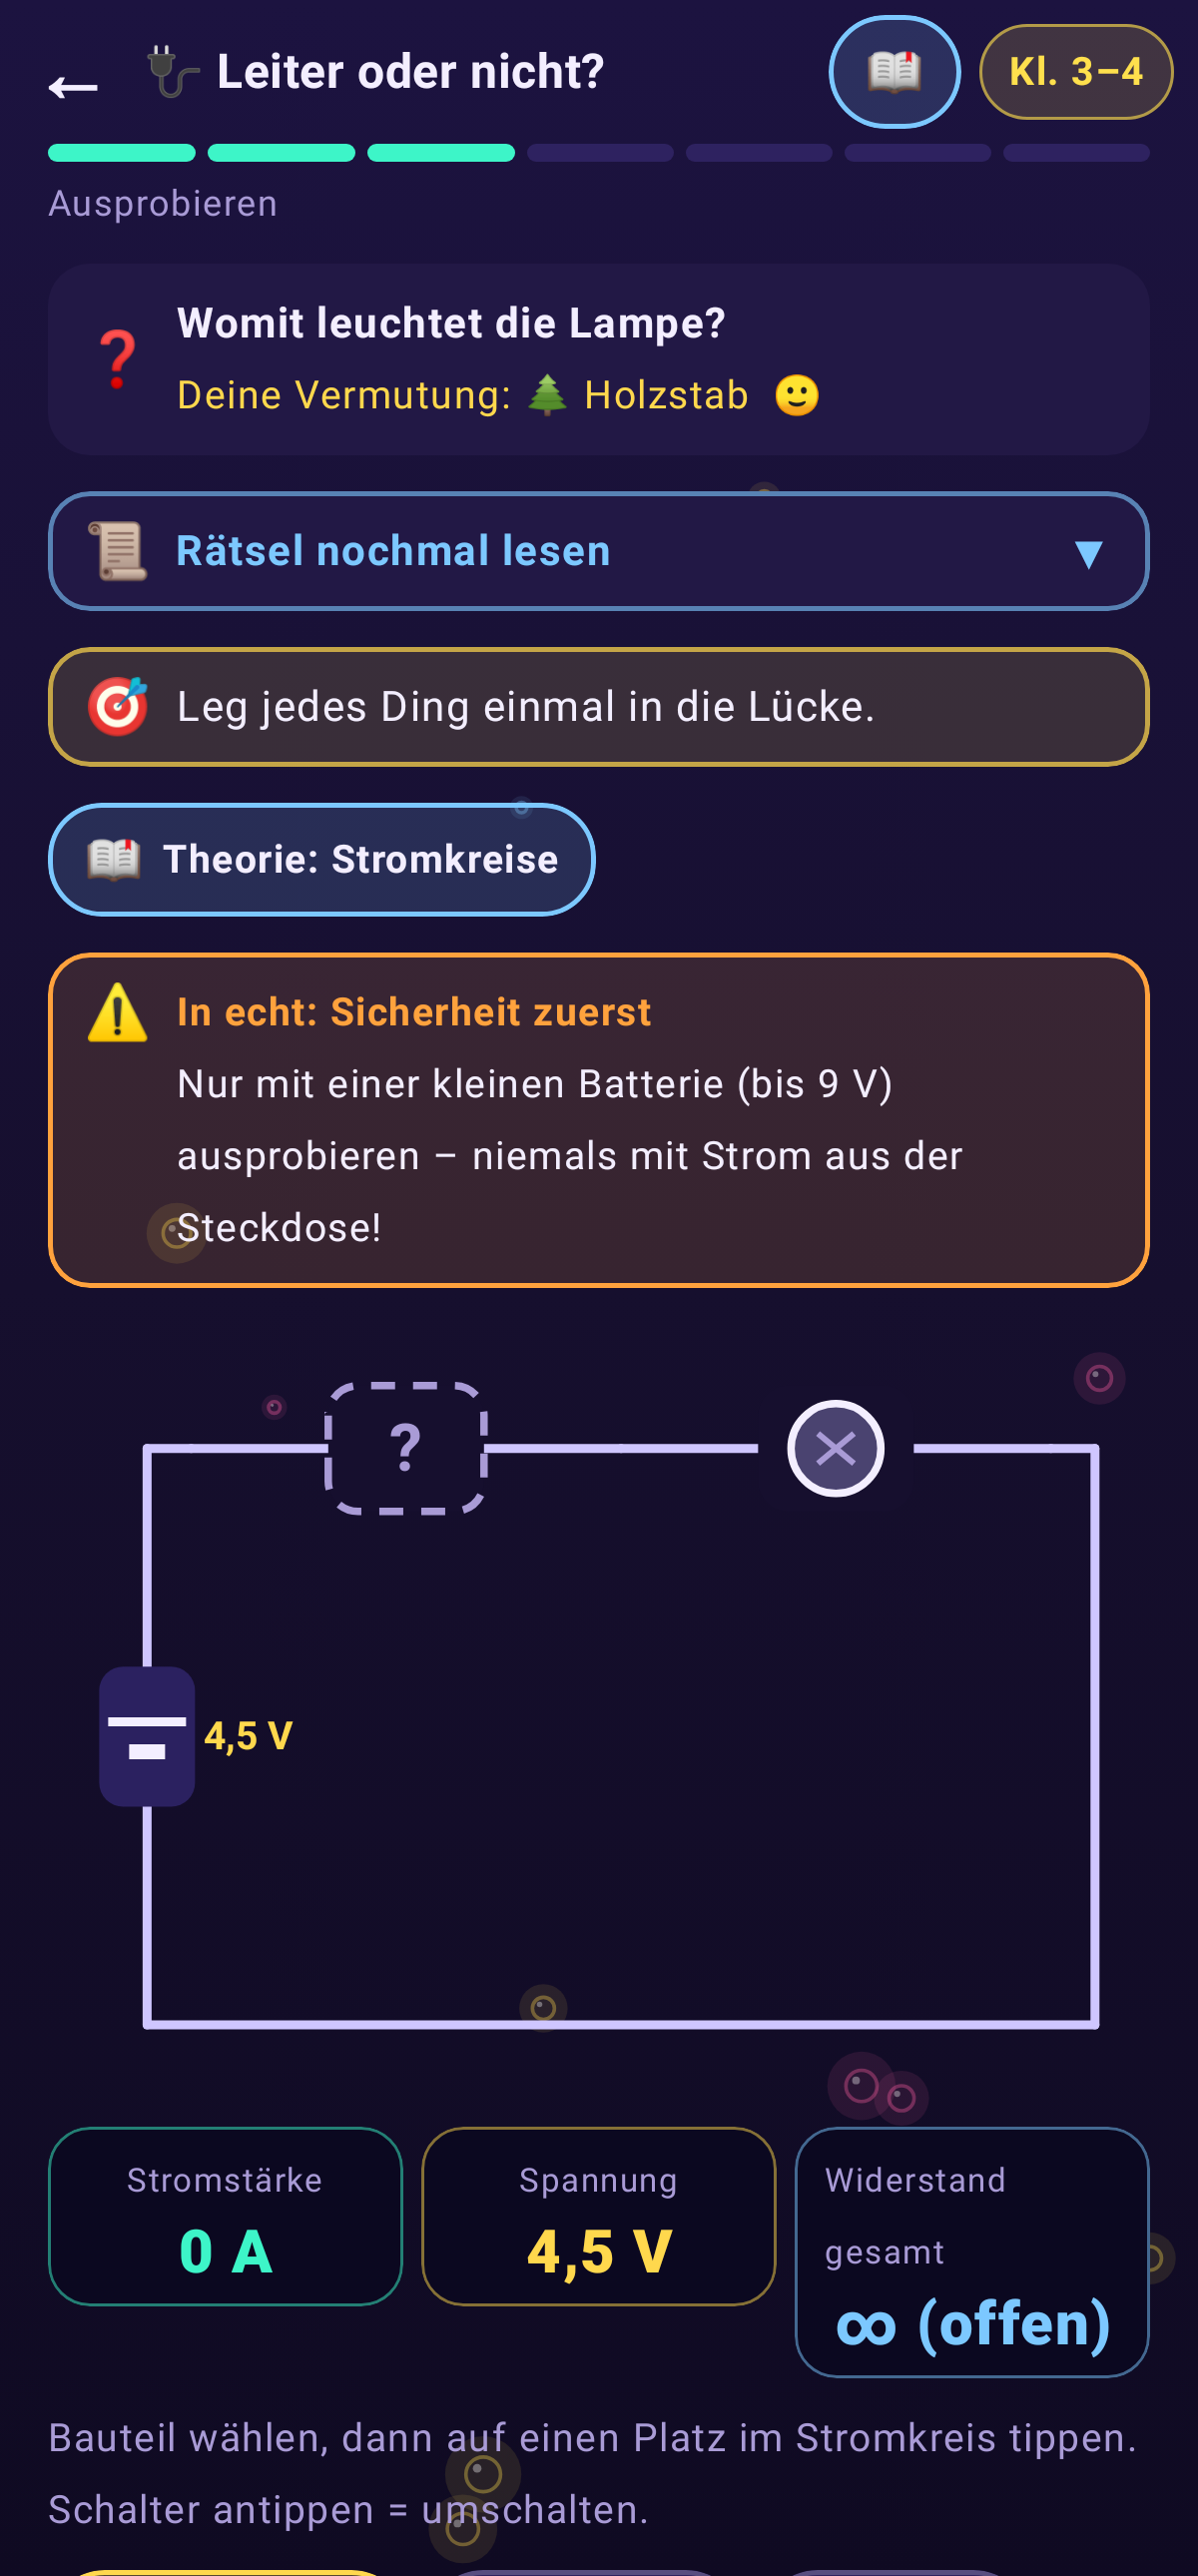 Leiter oder nicht?
Kl. 3–4
Ausprobieren
Womit leuchtet die Lampe?
Deine Vermutung: 🌲 Holzstab 🙂
Rätsel nochmal lesen
Leg jedes Ding einmal in die Lücke.
Theorie: Stromkreise
In echt: Sicherheit zuerst
Nur mit einer kleinen Batterie (bis 9 V)
ausprobieren – niemals mit Strom aus der
Steckdose!
?
4,5 V
Stromstärke
0 A
Spannung
4,5 V
Widerstand
gesamt
∞ (offen)
Bauteil wählen, dann auf einen Platz im Stromkreis tippen.
Schalter antippen = umschalten.